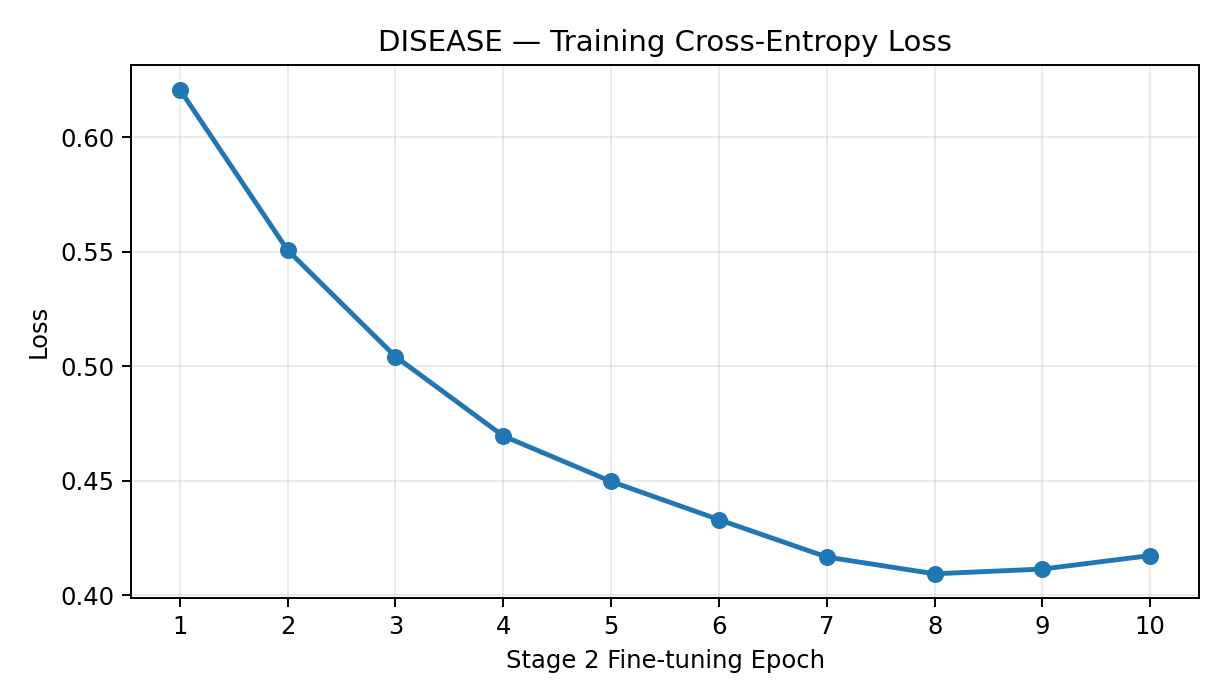 DISEASE — Training Cross-Entropy Loss
Loss
0.60
0.55
0.50
0.45
0.40
1 2 3 4 5 6 7 8 9 10
Stage 2 Fine-tuning Epoch